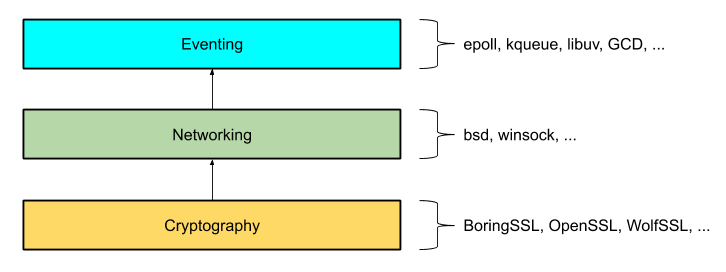 Eventing
epoll, kqueue, libuv, GCD, ...
Networking
bsd, winsock, ...
Cryptography
BoringSSL, OpenSSL, WolfSSL, ...